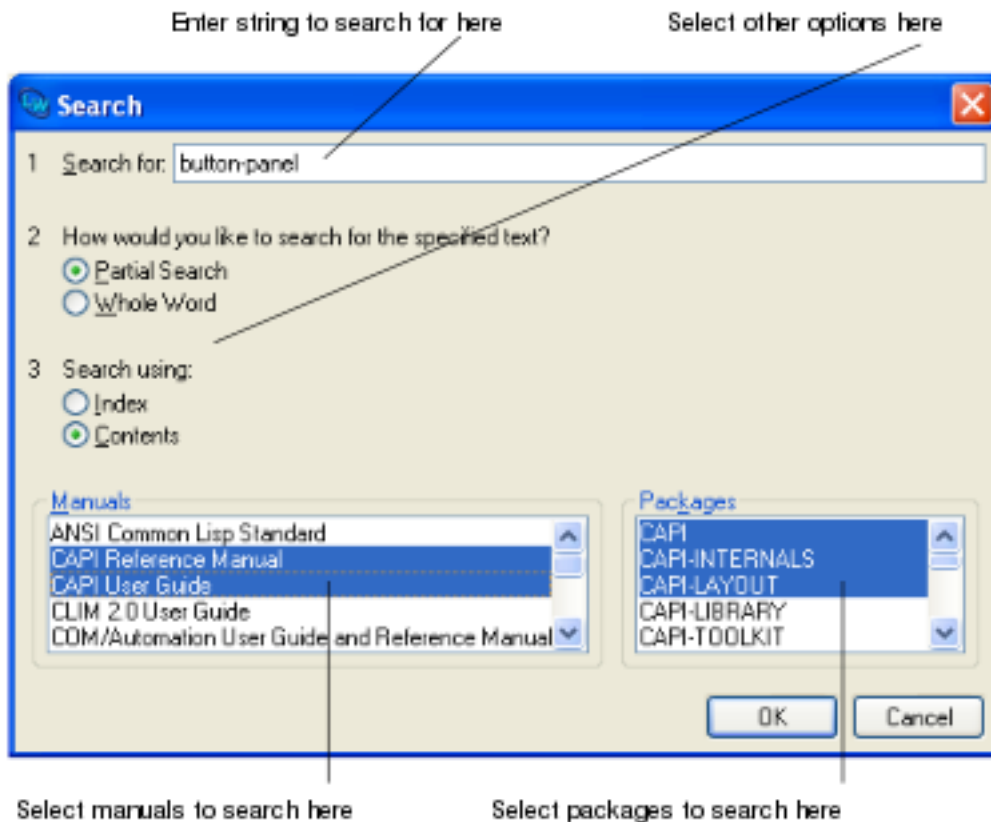 Enter string to search for here
Select other options here
Search
1 Search for: button-panel
2 How would you like to search for the specified text?
Partial Search
Whole Word
3 Search using:
Index
Contents
Manuals
ANSI Common Lisp Standard
CAPI Reference Manual
CAPI User Guide
CLIM 2.0 User Guide
COM/Automation User Guide and Reference Manual
Packages
CAPI
CAPI-INTERNALS
CAPI-LAYOUT
CAPI-LIBRARY
CAPI-TOOLKIT
OK
Cancel
Select manuals to search here
Select packages to search here